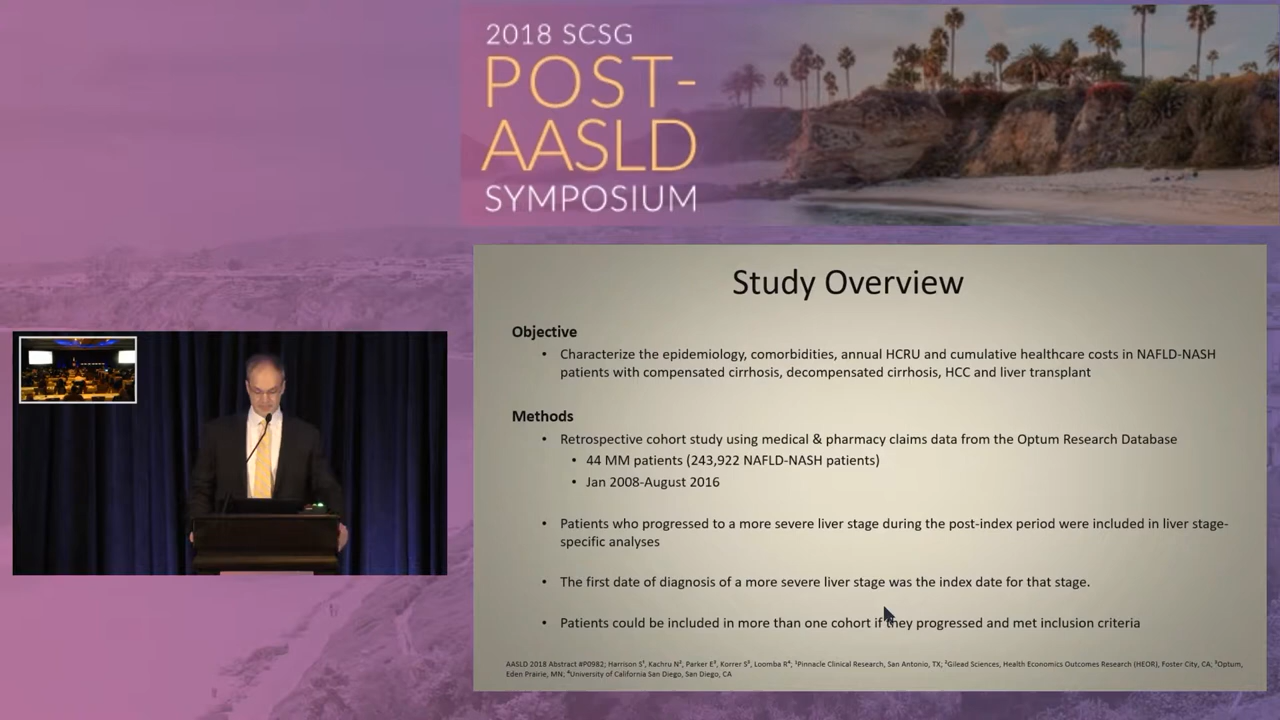 2018 SCSG
POST-
AASLD
SYMPOSIUM
Study Overview
Objective
• Characterize the epidemiology, comorbidities, annual HCRU and cumulative healthcare costs in NAFLD-NASH
patients with compensated cirrhosis, decompensated cirrhosis, HCC and liver transplant
Methods
• Retrospective cohort study using medical & pharmacy claims data from the Optum Research Database
• 44 MM patients (243,922 NAFLD-NASH patients)
• Jan 2008-August 2016
• Patients who progressed to a more severe liver stage during the post-index period were included in liver stage-
specific analyses
• The first date of diagnosis of a more severe liver stage was the index date for that stage.
• Patients could be included in more than one cohort if they progressed and met inclusion criteria
AASLD 2018 Abstract #P0982; Harrison S¹, Kachru N², Parker E³, Korrer S³, Loomba R⁴; ¹Pinnacle Clinical Research, San Antonio, TX; ²Gilead Sciences, Health Economics Outcomes Research (HEOR), Foster City, CA; ³Optum,
Eden Prairie, MN, ⁴University of California San Diego, San Diego, CA